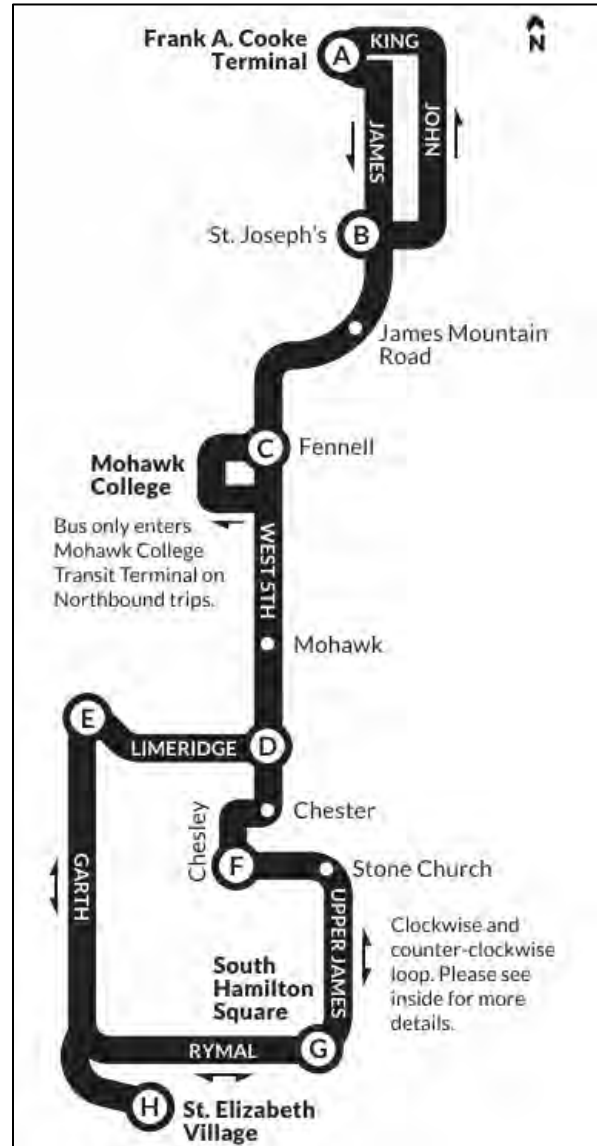 Frank A. Cooke
Terminal
A
KING
N
JAMES
JOHN
St. Joseph's
B
James Mountain
Road
C
Fennell
Mohawk
College
Bus only enters
Mohawk College
Transit Terminal on
Northbound trips.
WEST 5TH
Mohawk
E
LIMERIDGE
D
Chester
Chesley
F
Stone Church
GARTH
UPPER JAMES
Clockwise and
counter-clockwise
loop. Please see
inside for more
details.
South
Hamilton
Square
RYMAL
G
H
St. Elizabeth
Village